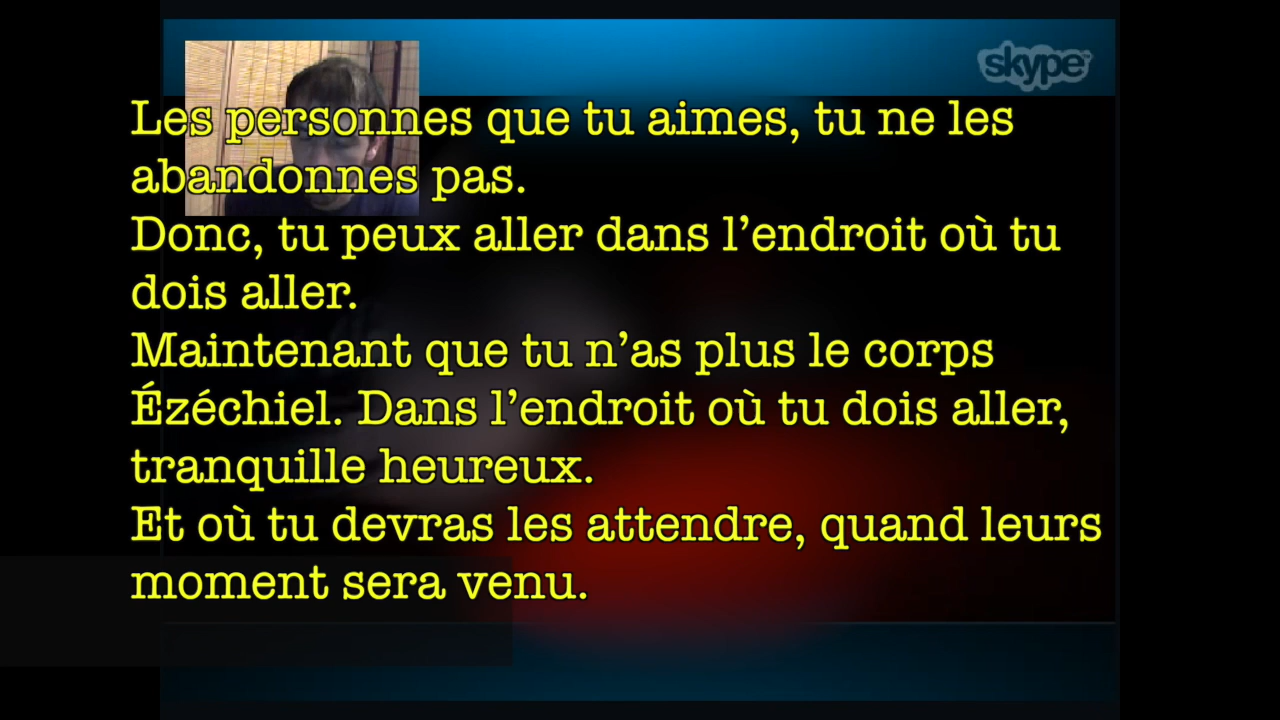 skype
Les personnes que tu aimes, tu ne les
abandonnes pas.
Donc, tu peux aller dans l’endroit où tu
dois aller.
Maintenant que tu n’as plus le corps
Ézéchiel. Dans l’endroit où tu dois aller,
tranquille heureux.
Et où tu devras les attendre, quand leurs
moment sera venu.